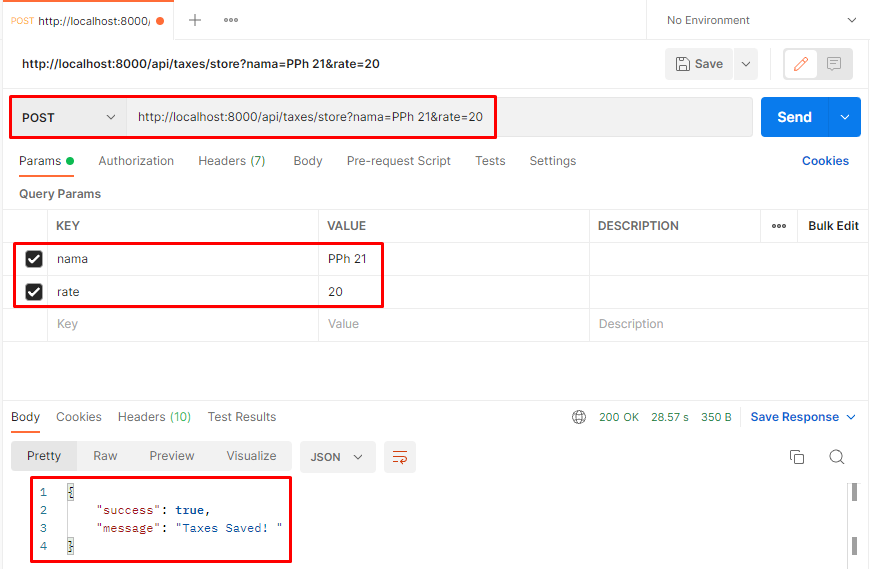 POST http://localhost:8000/
No Environment
http://localhost:8000/api/taxes/store?nama=PPh 21&rate=20
Save
POST http://localhost:8000/api/taxes/store?nama=PPh 21&rate=20
Send
Params Authorization Headers (7) Body Pre-request Script Tests Settings Cookies
Query Params
KEY VALUE DESCRIPTION Bulk Edit
nama PPh 21
rate 20
Key Value Description
Body Cookies Headers (10) Test Results 200 OK 28.57 s 350 B Save Response
Pretty Raw Preview Visualize JSON
1 {
2 "success": true,
3 "message": "Taxes Saved! "
4 }